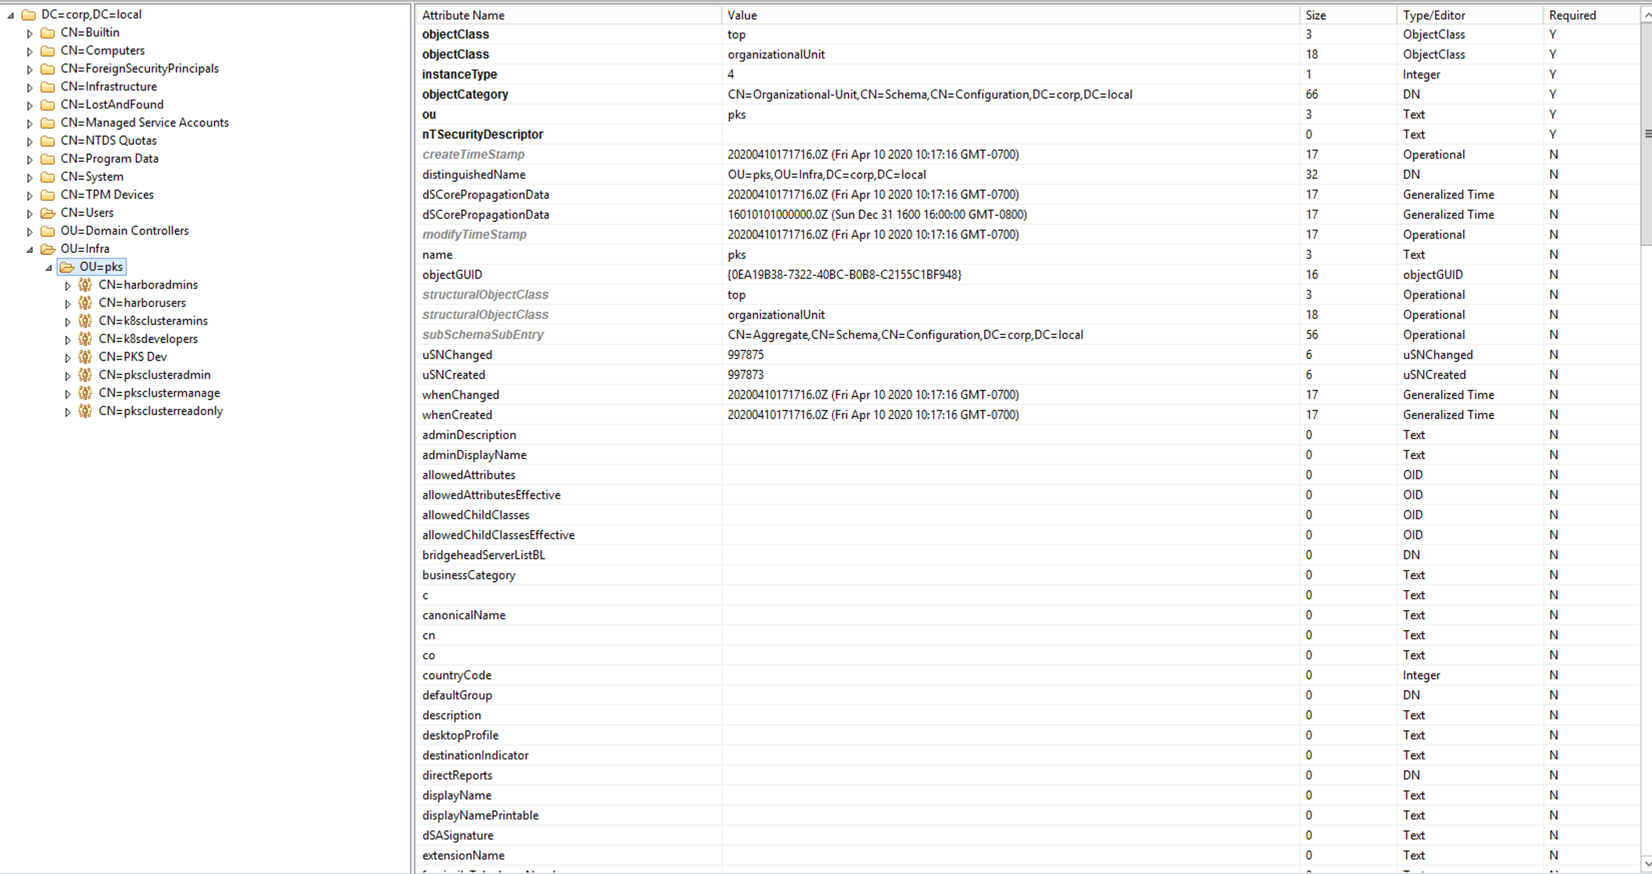 DC=corp,DC=local
CN=Builtin
CN=Computers
CN=ForeignSecurityPrincipals
CN=Infrastructure
CN=LostAndFound
CN=Managed Service Accounts
CN=NTDS Quotas
CN=Program Data
CN=System
CN=TPM Devices
CN=Users
OU=Domain Controllers
OU=Infra
OU=pks
CN=harboradmins
CN=harborusers
CN=k8sclusteramins
CN=k8sdevelopers
CN=PKS Dev
CN=pksclusteradmin
CN=pksclustermanage
CN=pksclusterreadonly
Attribute Name Value Size Type/Editor Required
objectClass top 3 ObjectClass Y
objectClass organizationalUnit 18 ObjectClass Y
instanceType 4 1 Integer Y
objectCategory CN=Organizational-Unit,CN=Schema,CN=Configuration,DC=corp,DC=local 66 DN Y
ou pks 3 Text Y
nTSecurityDescriptor 0 Text Y
createTimeStamp 20200410171716.0Z (Fri Apr 10 2020 10:17:16 GMT-0700) 17 Operational N
distinguishedName OU=pks,OU=Infra,DC=corp,DC=local 32 DN N
dSCorePropagationData 20200410171716.0Z (Fri Apr 10 2020 10:17:16 GMT-0700) 17 Generalized Time N
dSCorePropagationData 16010101000000.0Z (Sun Dec 31 1600 16:00:00 GMT-0800) 17 Generalized Time N
modifyTimeStamp 20200410171716.0Z (Fri Apr 10 2020 10:17:16 GMT-0700) 17 Operational N
name pks 3 Text N
objectGUID {0EA19B38-7322-40BC-B0B8-C2155C1BF948} 16 objectGUID N
structuralObjectClass top 3 Operational N
structuralObjectClass organizationalUnit 18 Operational N
subSchemaSubEntry CN=Aggregate,CN=Schema,CN=Configuration,DC=corp,DC=local 56 Operational N
uSNChanged 997875 6 uSNChanged N
uSNCreated 997873 6 uSNCreated N
whenChanged 20200410171716.0Z (Fri Apr 10 2020 10:17:16 GMT-0700) 17 Generalized Time N
whenCreated 20200410171716.0Z (Fri Apr 10 2020 10:17:16 GMT-0700) 17 Generalized Time N
adminDescription 0 Text N
adminDisplayName 0 Text N
allowedAttributes 0 OID N
allowedAttributesEffective 0 OID N
allowedChildClasses 0 OID N
allowedChildClassesEffective 0 OID N
bridgeheadServerListBL 0 DN N
businessCategory 0 Text N
c 0 Text N
canonicalName 0 Text N
cn 0 Text N
co 0 Text N
countryCode 0 Integer N
defaultGroup 0 DN N
description 0 Text N
desktopProfile 0 Text N
destinationIndicator 0 Text N
directReports 0 DN N
displayName 0 Text N
displayNamePrintable 0 Text N
dSASignature 0 Text N
extensionName 0 Text N